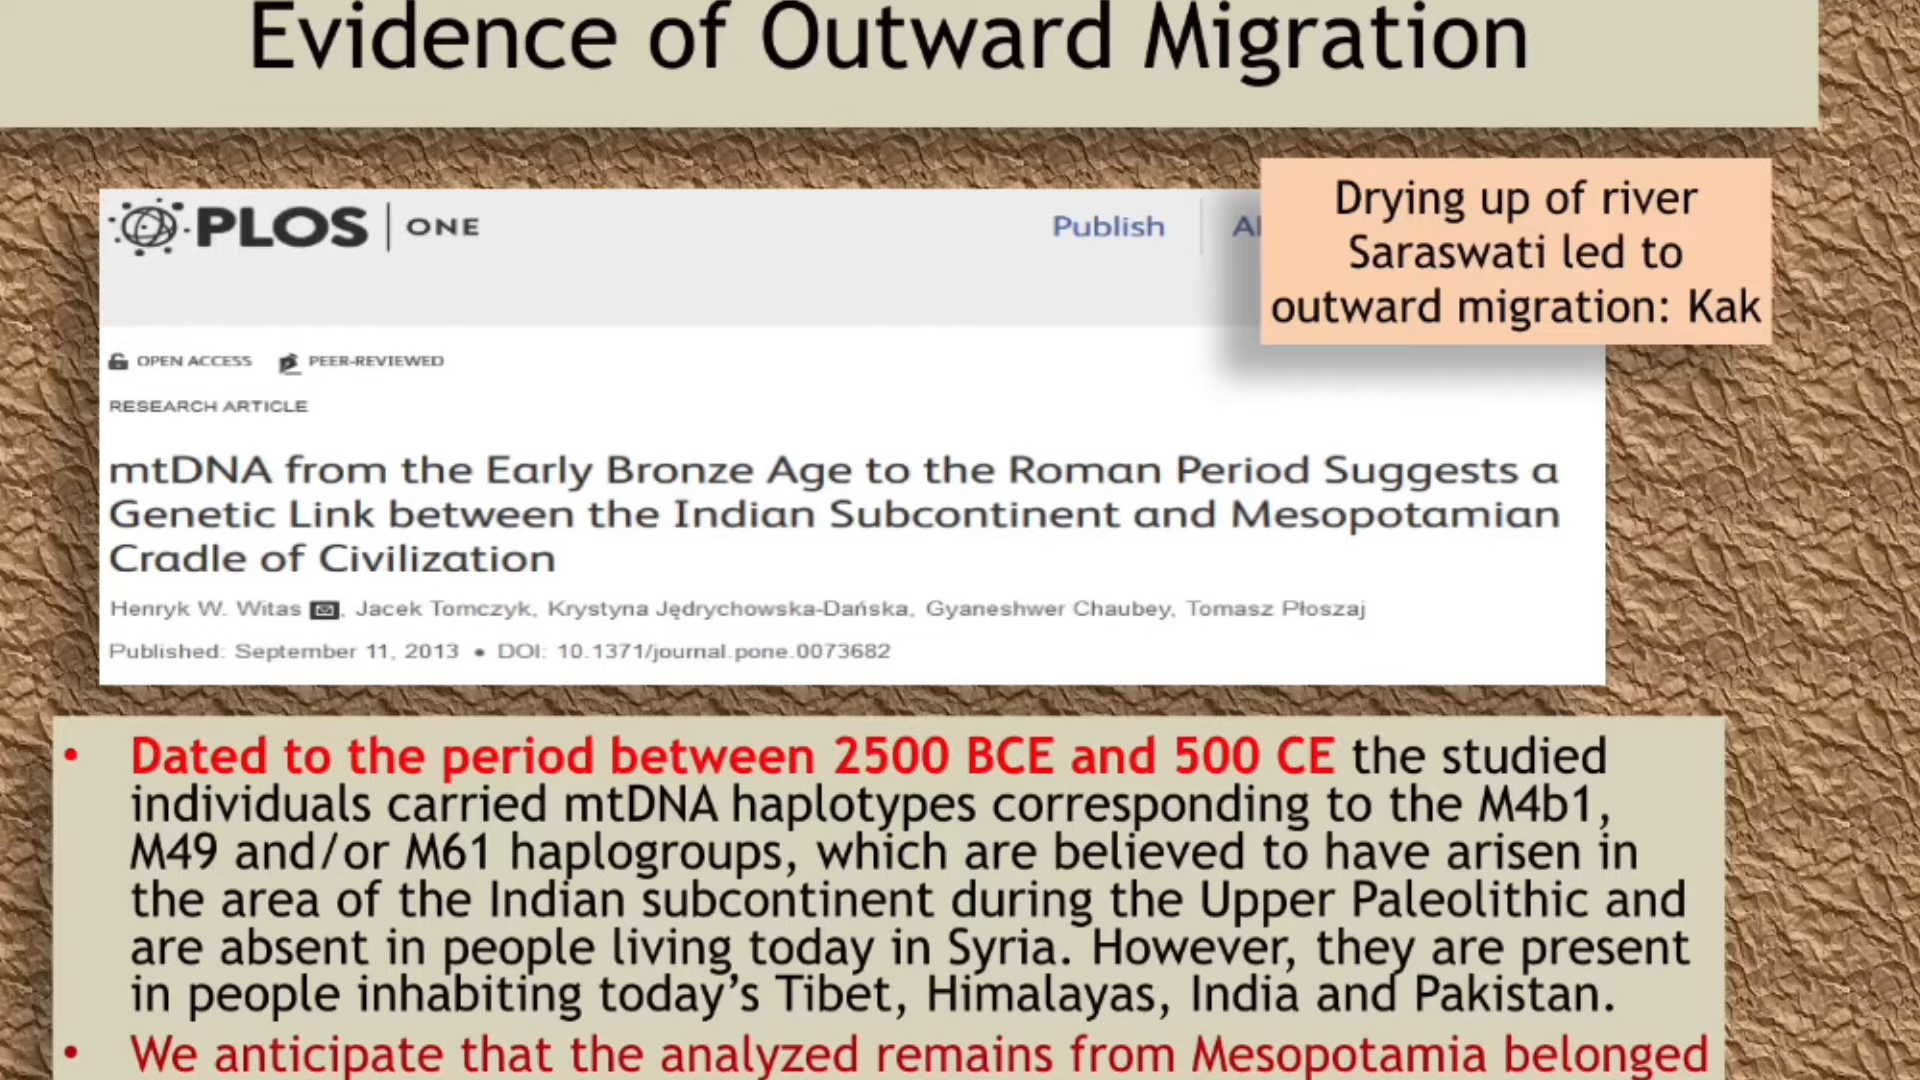 Evidence of Outward Migration
PLOS | ONE
Publish
Drying up of river
Saraswati led to
outward migration: Kak
OPEN ACCESS PEER-REVIEWED
RESEARCH ARTICLE
mtDNA from the Early Bronze Age to the Roman Period Suggests a
Genetic Link between the Indian Subcontinent and Mesopotamian
Cradle of Civilization
Henryk W. Witas , Jacek Tomczyk, Krystyna Jędrychowska-Dańska, Gyaneshwer Chaubey, Tomasz Płoszaj
Published: September 11, 2013 • DOI: 10.1371/journal.pone.0073682
• Dated to the period between 2500 BCE and 500 CE the studied
individuals carried mtDNA haplotypes corresponding to the M4b1,
M49 and/or M61 haplogroups, which are believed to have arisen in
the area of the Indian subcontinent during the Upper Paleolithic and
are absent in people living today in Syria. However, they are present
in people inhabiting today’s Tibet, Himalayas, India and Pakistan.
• We anticipate that the analyzed remains from Mesopotamia belonged